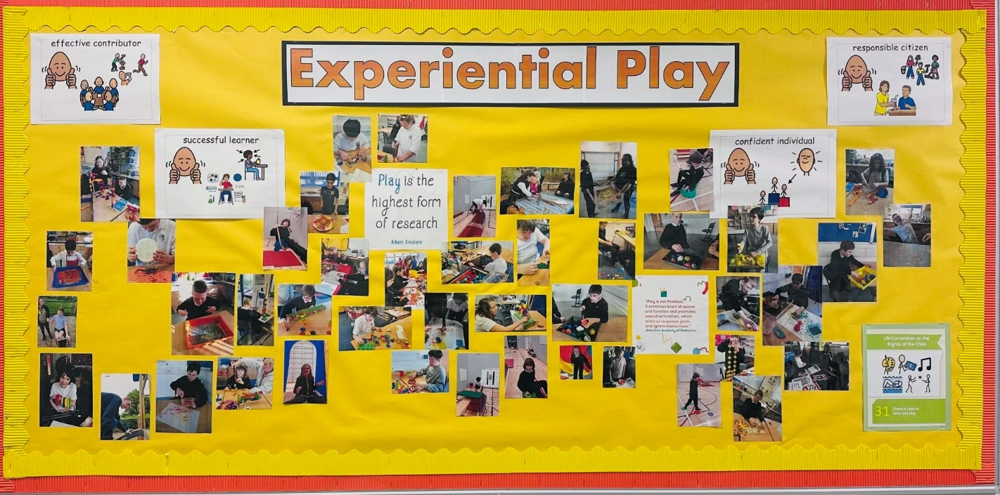 effective contributor
Experiential Play
responsible citizen
successful learner
confident individual
Play is the
highest form
of research
Albert Einstein
"Play is not frivolous:
it enhances brain structure
and function and promotes
executive function, which
allow us to pursue goals
and ignore distractions."
American Academy of Pediatrics
UN Convention on the
Rights of the Child
31
I have a right to
relax and play